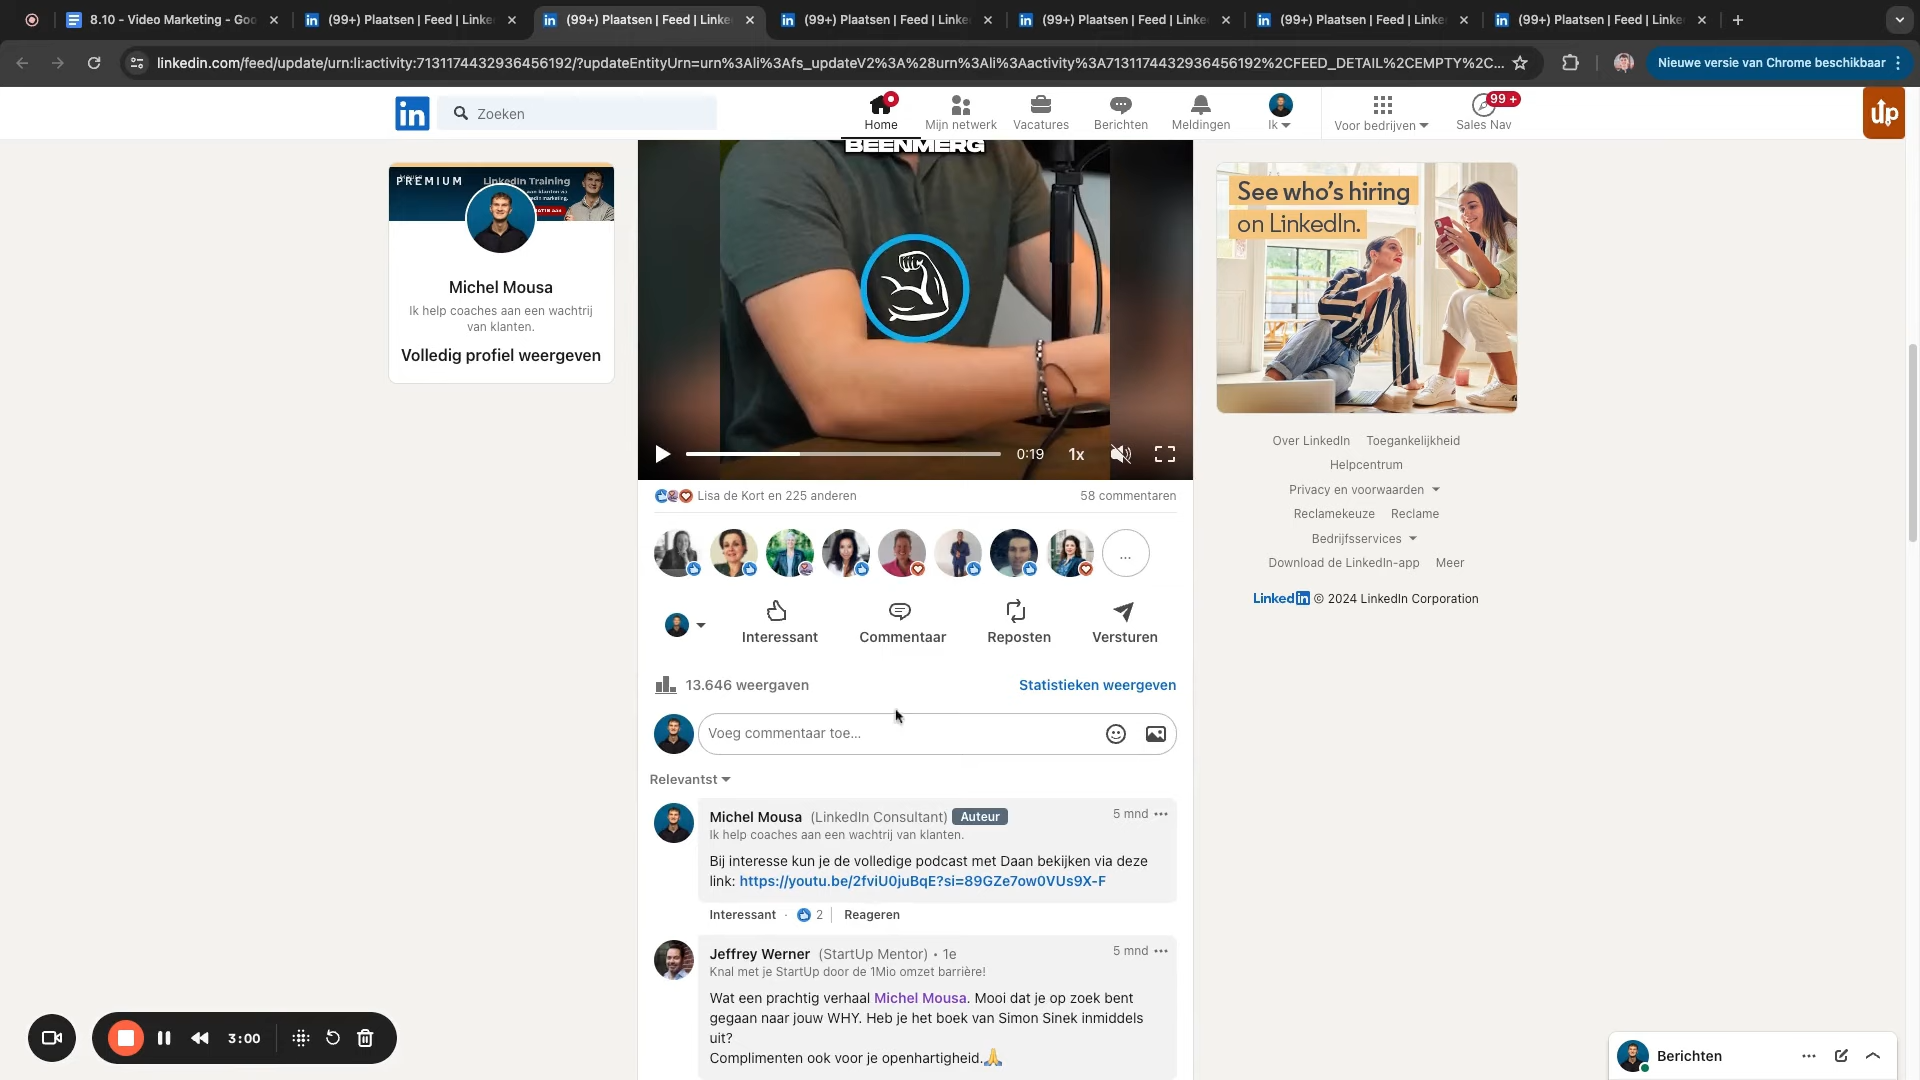 8.10 - Video Marketing - Goo
(99+) Plaatsen | Feed | Linke
(99+) Plaatsen | Feed | Linke
(99+) Plaatsen | Feed | Linke
(99+) Plaatsen | Feed | Linke
(99+) Plaatsen | Feed | Linke
(99+) Plaatsen | Feed | Linke
linkedin.com/feed/update/urn:li:activity:7131174432936456192/?updateEntityUrn=urn%3Ali%3Afs_updateV2%3A%28urn%3Ali%3Aactivity%3A7131174432936456192%2CFEED_DETAIL%2CEMPTY%2C...
Nieuwe versie van Chrome beschikbaar
in
Zoeken
Home
Mijn netwerk
Vacatures
Berichten
Meldingen
Ik
Voor bedrijven
99 +
Sales Nav
up
BEENMERG
PREMIUM
LinkedIn Training
Michel Mousa
Ik help coaches aan een wachtrij
van klanten.
Volledig profiel weergeven
0:19
1x
Lisa de Kort en 225 anderen
58 commentaren
...
Interessant
Commentaar
Reposten
Versturen
13.646 weergaven
Statistieken weergeven
Voeg commentaar toe...
Relevantst
Michel Mousa (LinkedIn Consultant) Auteur
5 mnd
Ik help coaches aan een wachtrij van klanten.
Bij interesse kun je de volledige podcast met Daan bekijken via deze
link: https://youtu.be/2fviU0juBqE?si=89GZe7ow0VUs9X-F
Interessant · 2 | Reageren
Jeffrey Werner (StartUp Mentor) • 1e
5 mnd
Knal met je StartUp door de 1Mio omzet barrière!
Wat een prachtig verhaal Michel Mousa. Mooi dat je op zoek bent
gegaan naar jouw WHY. Heb je het boek van Simon Sinek inmiddels
uit?
Complimenten ook voor je openhartigheid.🙏
See who's hiring
on LinkedIn.
Over LinkedIn
Toegankelijkheid
Helpcentrum
Privacy en voorwaarden
Reclamekeuze
Reclame
Bedrijfsservices
Download de LinkedIn-app
Meer
LinkedIn © 2024 LinkedIn Corporation
3:00
Berichten